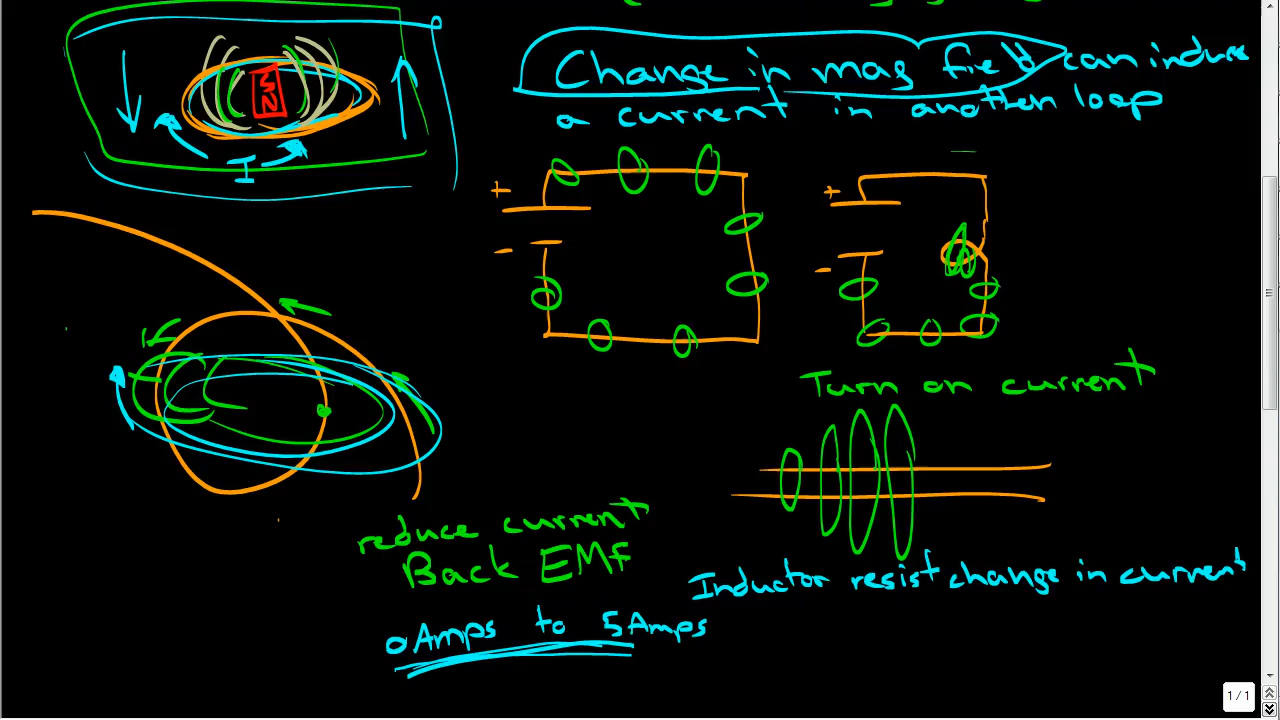 Change in mag field can induce
a current in another loop
N
S
I
+
-
+
-
Turn on current
reduce current
Back EMf
Inductor resist change in current
0Amps to 5Amps
1/1